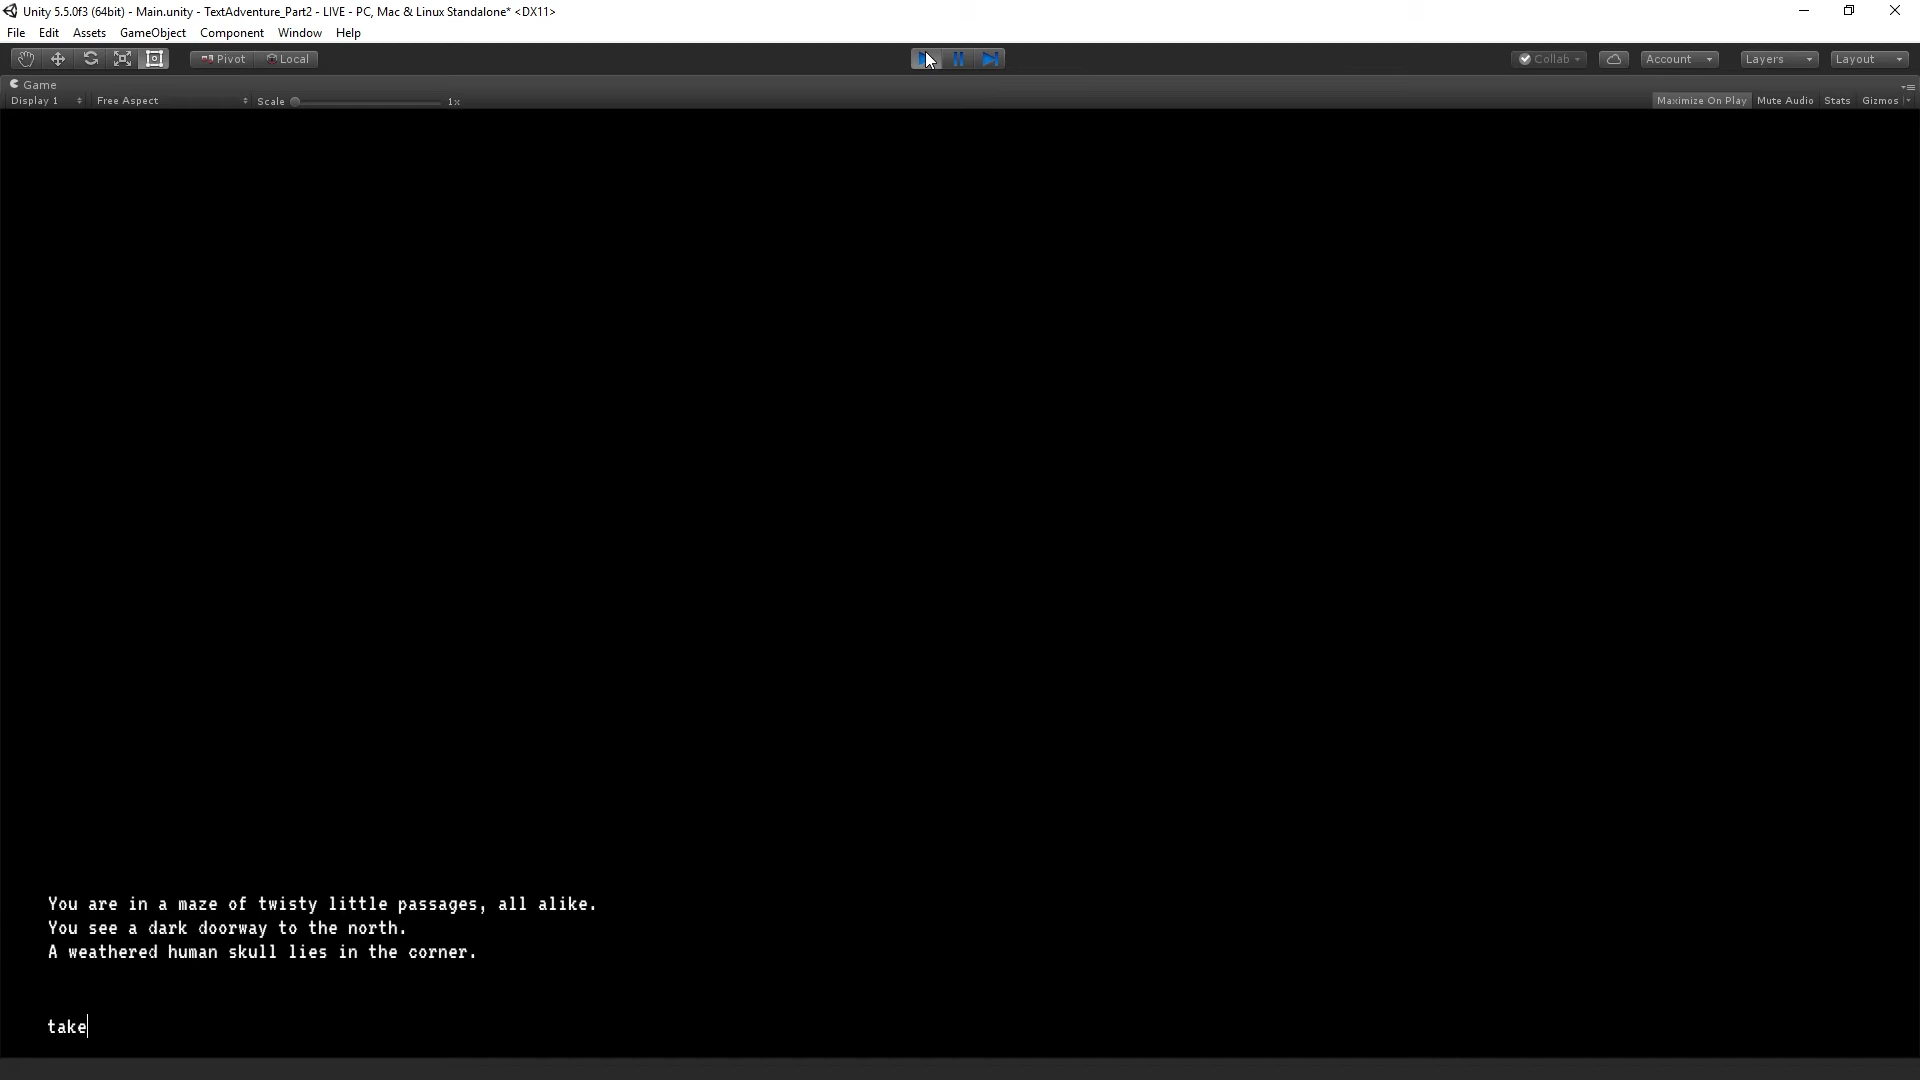 Unity 5.5.0f3 (64bit) - Main.unity - TextAdventure_Part2 - LIVE - PC, Mac & Linux Standalone* <DX11>
File Edit Assets GameObject Component Window Help
Pivot Local Collab Account Layers Layout
Game
Display 1 Free Aspect Scale 1x Maximize On Play Mute Audio Stats Gizmos
You are in a maze of twisty little passages, all alike.
You see a dark doorway to the north.
A weathered human skull lies in the corner.
take